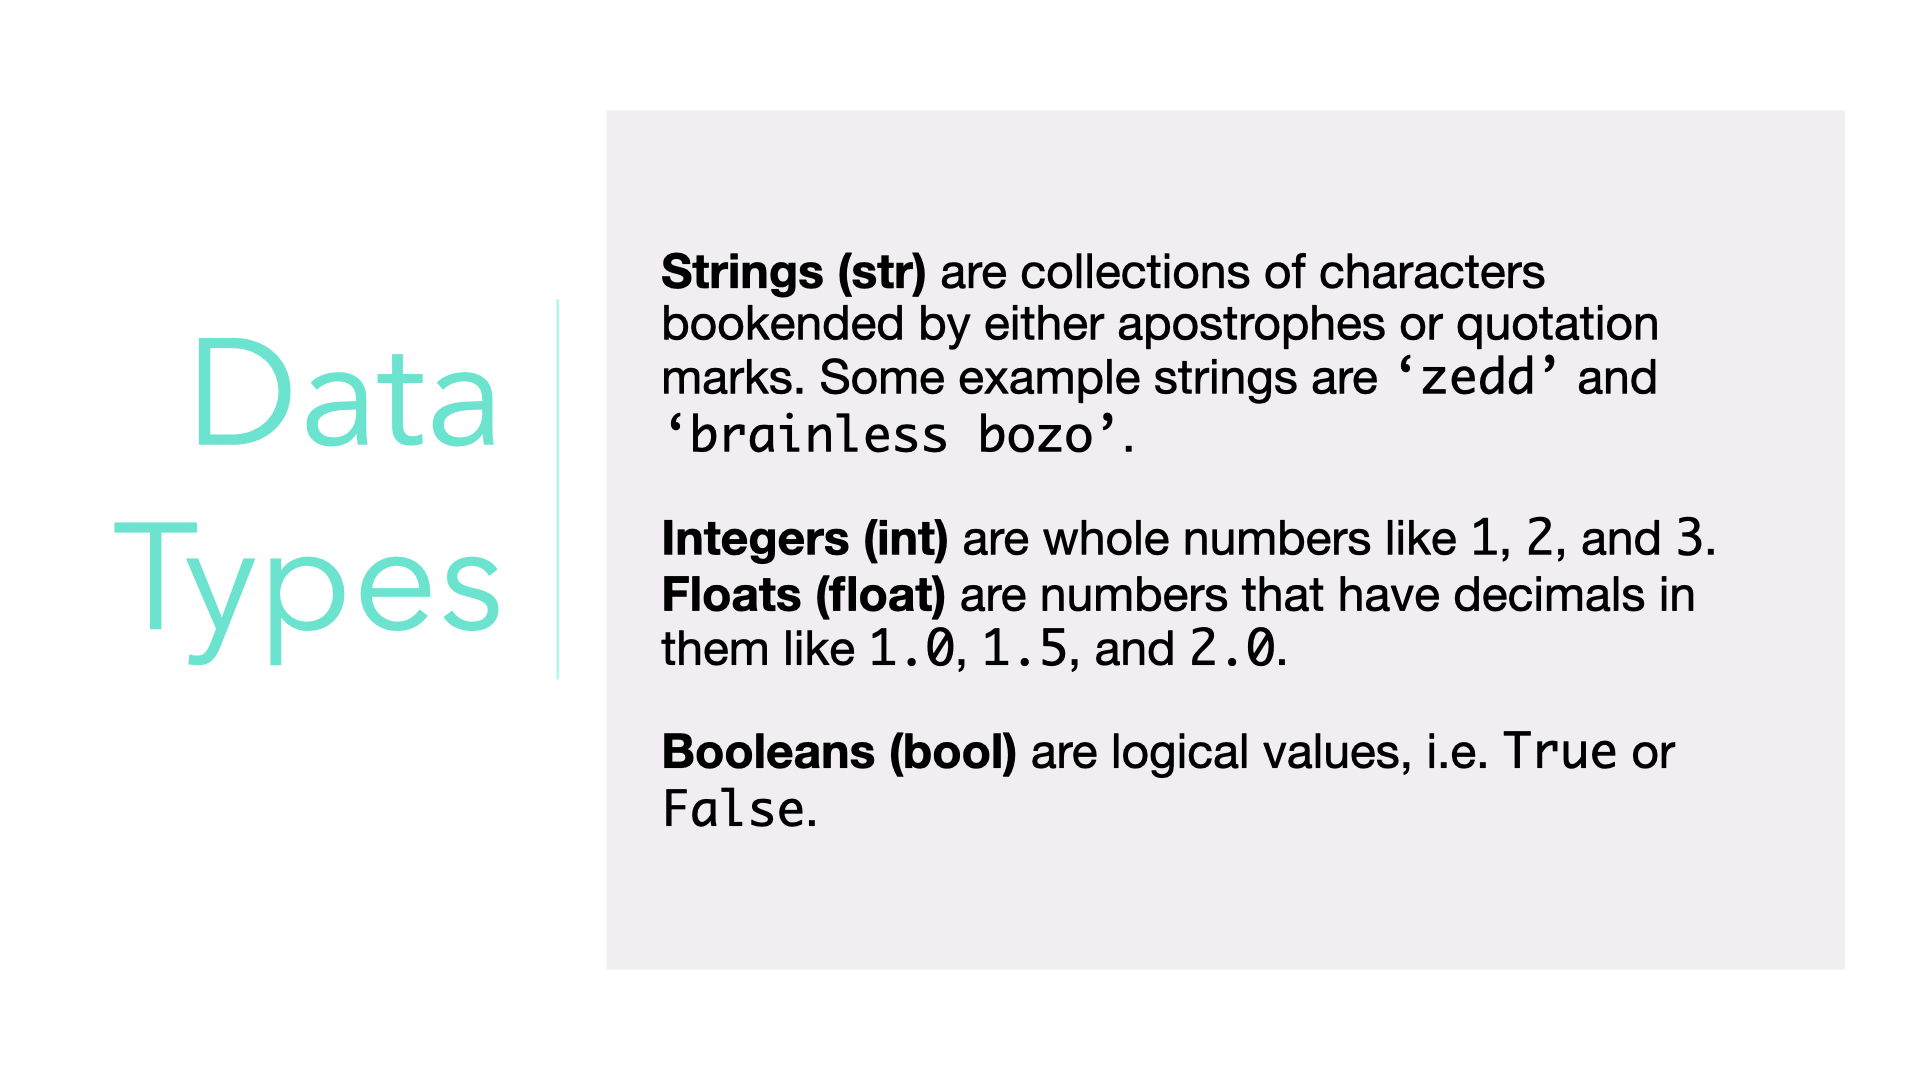 Data
Types
Strings (str) are collections of characters
bookended by either apostrophes or quotation
marks. Some example strings are ‘zedd’ and
‘brainless bozo’.
Integers (int) are whole numbers like 1, 2, and 3.
Floats (float) are numbers that have decimals in
them like 1.0, 1.5, and 2.0.
Booleans (bool) are logical values, i.e. True or
False.